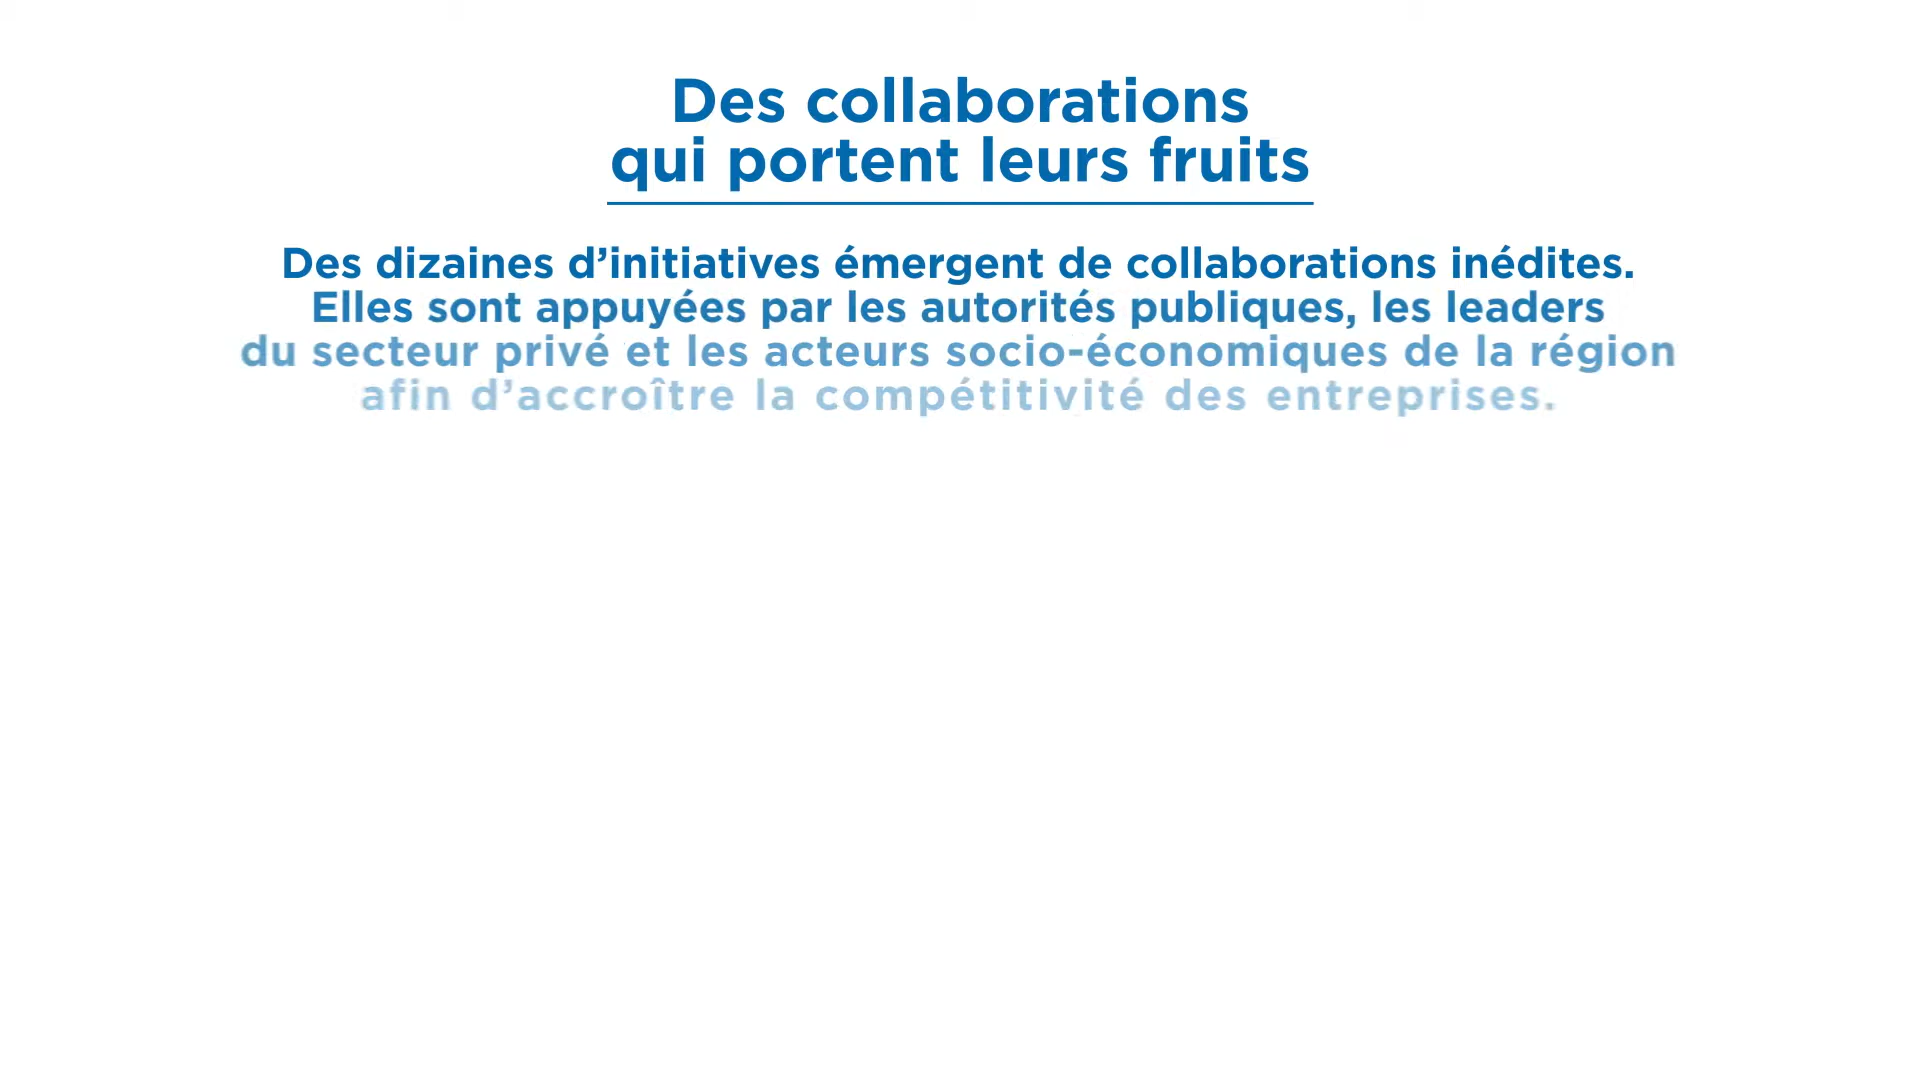 Des collaborations
qui portent leurs fruits
Des dizaines d’initiatives émergent de collaborations inédites.
Elles sont appuyées par les autorités publiques, les leaders
du secteur privé et les acteurs socio-économiques de la région
afin d’accroître la compétitivité des entreprises.